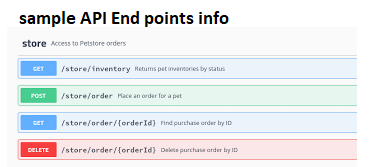 sample API End points info
store Access to Petstore orders
GET /store/inventory Returns pet inventories by status
POST /store/order Place an order for a pet
GET /store/order/{orderId} Find purchase order by ID
DELETE /store/order/{orderId} Delete purchase order by ID